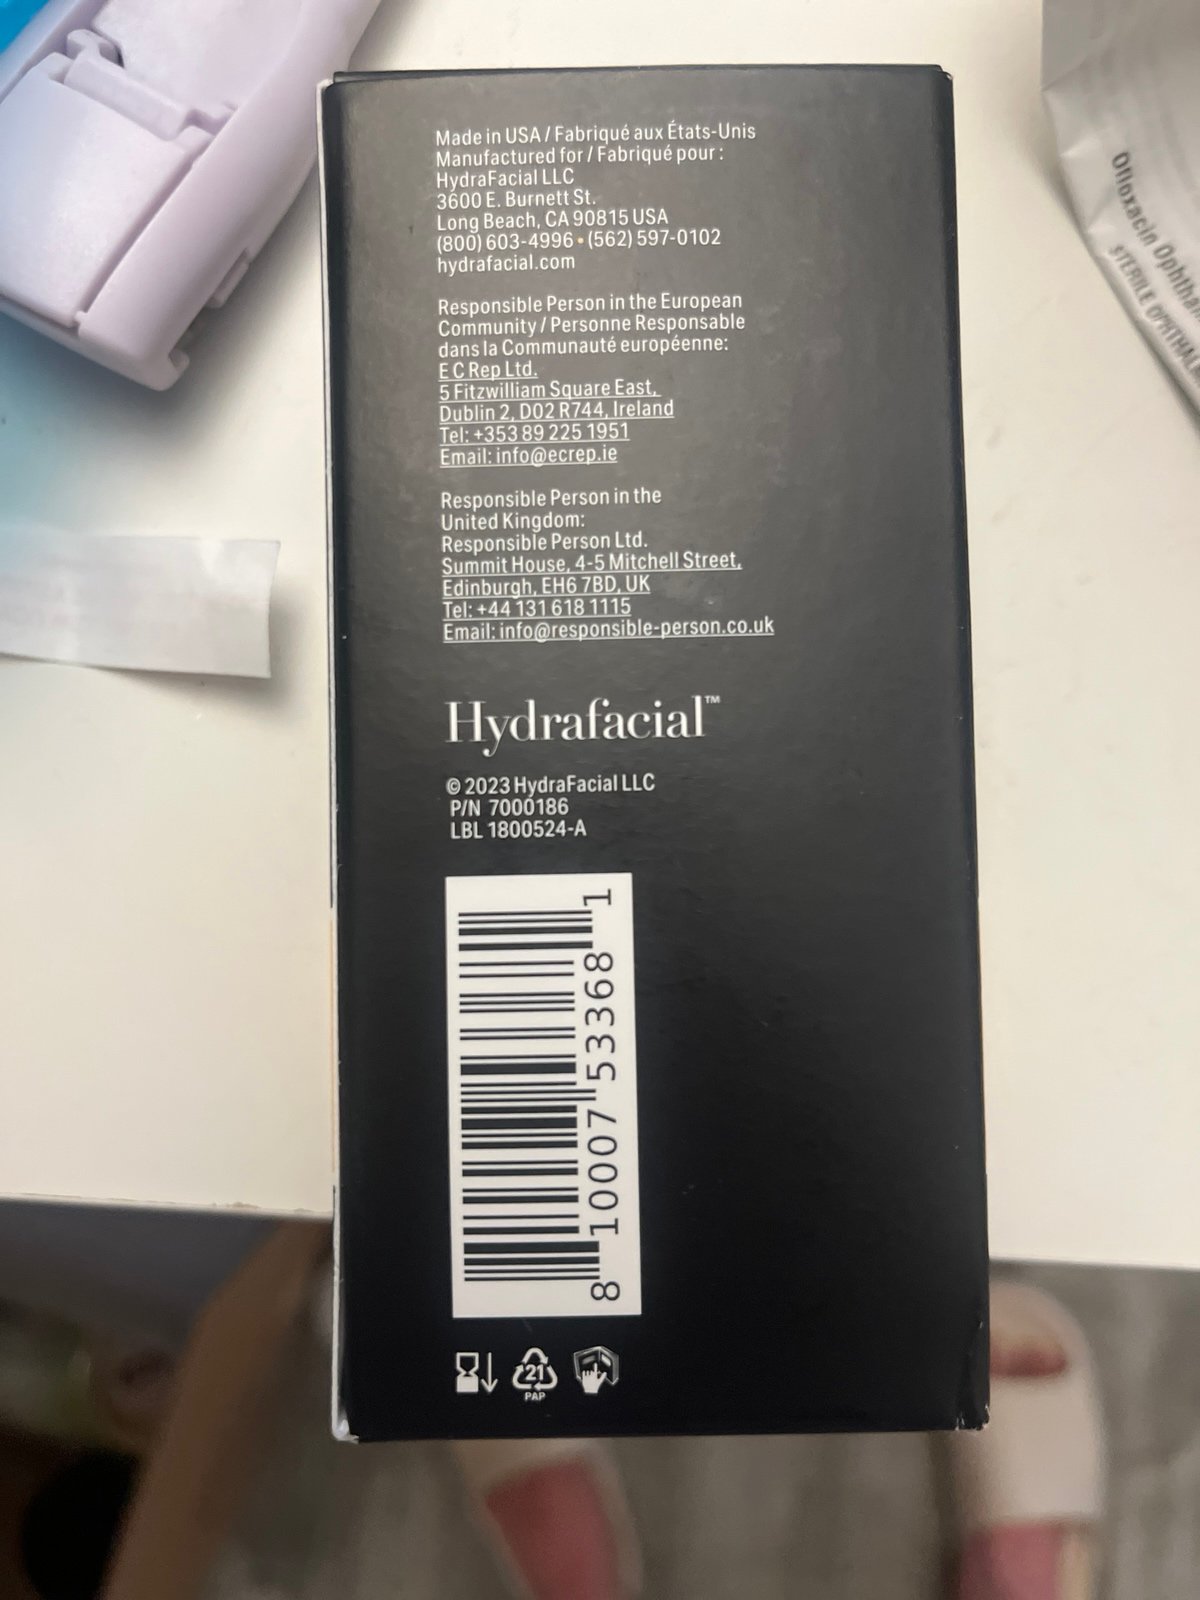 Made in USA / Fabriqué aux États-Unis
Manufactured for / Fabriqué pour :
HydraFacial LLC
3600 E. Burnett St.
Long Beach, CA 90815 USA
(800) 603-4996 • (562) 597-0102
hydrafacial.com
Responsible Person in the European
Community / Personne Responsable
dans la Communauté européenne:
E C Rep Ltd.
5 Fitzwilliam Square East,
Dublin 2, D02 R744, Ireland
Tel: +353 89 225 1951
Email: info@ecrep.ie
Responsible Person in the
United Kingdom:
Responsible Person Ltd.
Summit House, 4-5 Mitchell Street,
Edinburgh, EH6 7BD, UK
Tel: +44 131 618 1115
Email: info@responsible-person.co.uk
Hydrafacial™
© 2023 HydraFacial LLC
P/N 7000186
LBL 1800524-A
8 10007 53368 1
21
PAP
Ofloxacin
STERILE